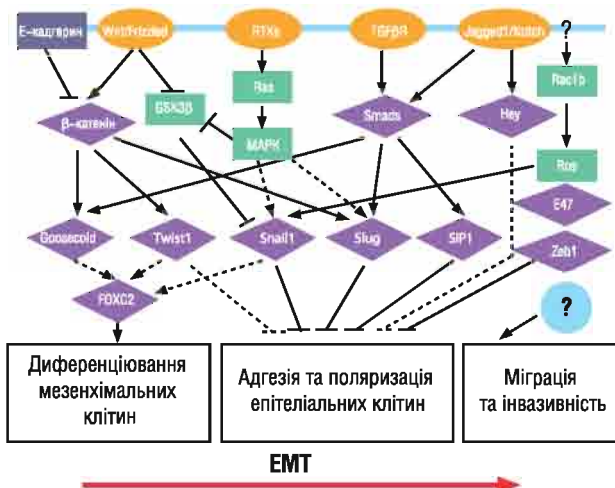 Е-кадгерин
Wnt/Frizzled
RTKs
TGFβR
Jagged1/Notch
?
GSK3β
Ras
Rac1b
β-катенін
Smads
Hey
MAPK
Ros
E47
Goosecoid
Twist1
Snail1
Slug
SIP1
Zeb1
FOXC2
?
Диференціювання
мезенхімальних
клітин
Адгезія та поляризація
епітеліальних клітин
Міграція
та інвазивність
ЕМТ